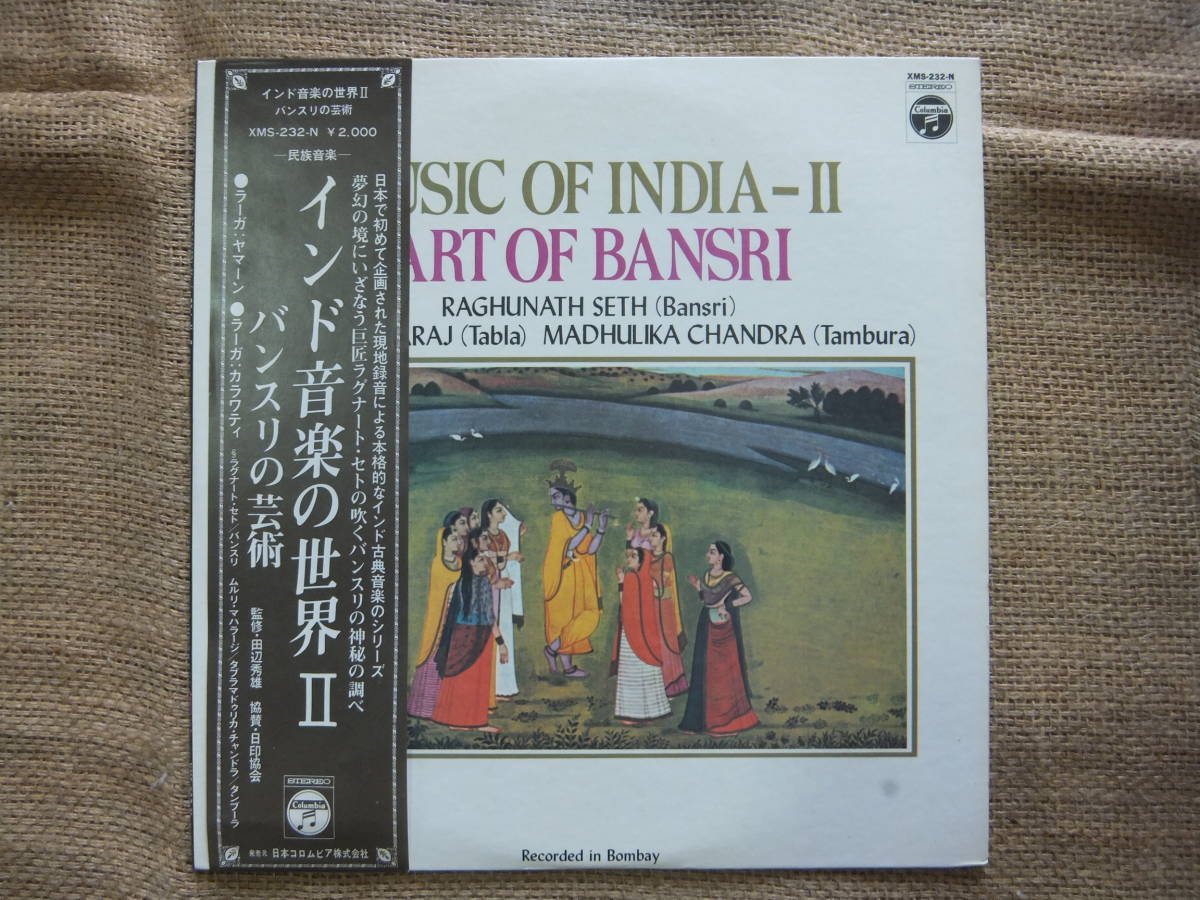 インド音楽の世界Ⅱ
バンスリの芸術
XMS-232-N ￥2,000
―民族音楽―
日本で初めて企画された現地録音による本格的なインド古典音楽のシリーズ
夢幻の境にいざなう巨匠ラグナート・セトの吹くバンスリの神秘の調べ
インド音楽の世界Ⅱ
バンスリの芸術
●ラーガ:ヤマーン ●ラーガ:カラワティ
§ラグナート・セト/バンスリ ムルリ・マハラージ/タブラ マドゥリカ・チャンドラ/タンブーラ
監修・田辺秀雄 協賛・日印協会
STEREO
Columbia
発売元 日本コロムビア株式会社
XMS-232-N
STEREO
Columbia
USIC OF INDIA-II
ART OF BANSRI
RAGHUNATH SETH (Bansri)
ARAJ (Tabla) MADHULIKA CHANDRA (Tambura)
Recorded in Bombay